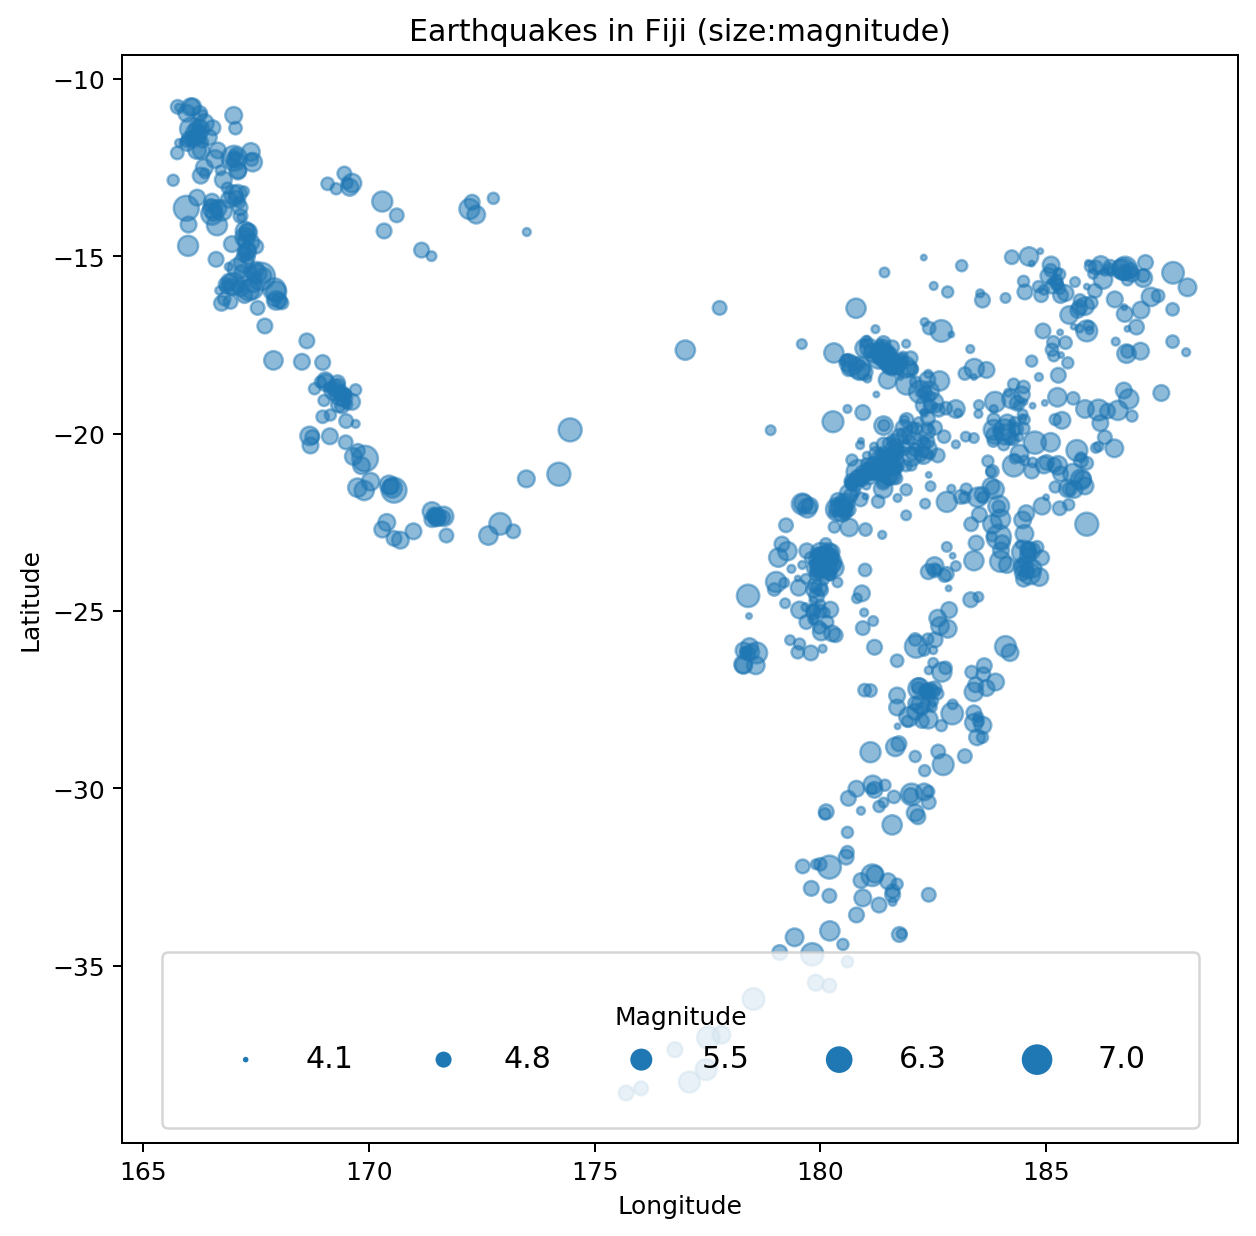 Earthquakes in Fiji (size:magnitude)
−10
−15
−20
−25
−30
−35
Latitude
Magnitude
4.1 4.8 5.5 6.3 7.0
165 170 175 180 185
Longitude